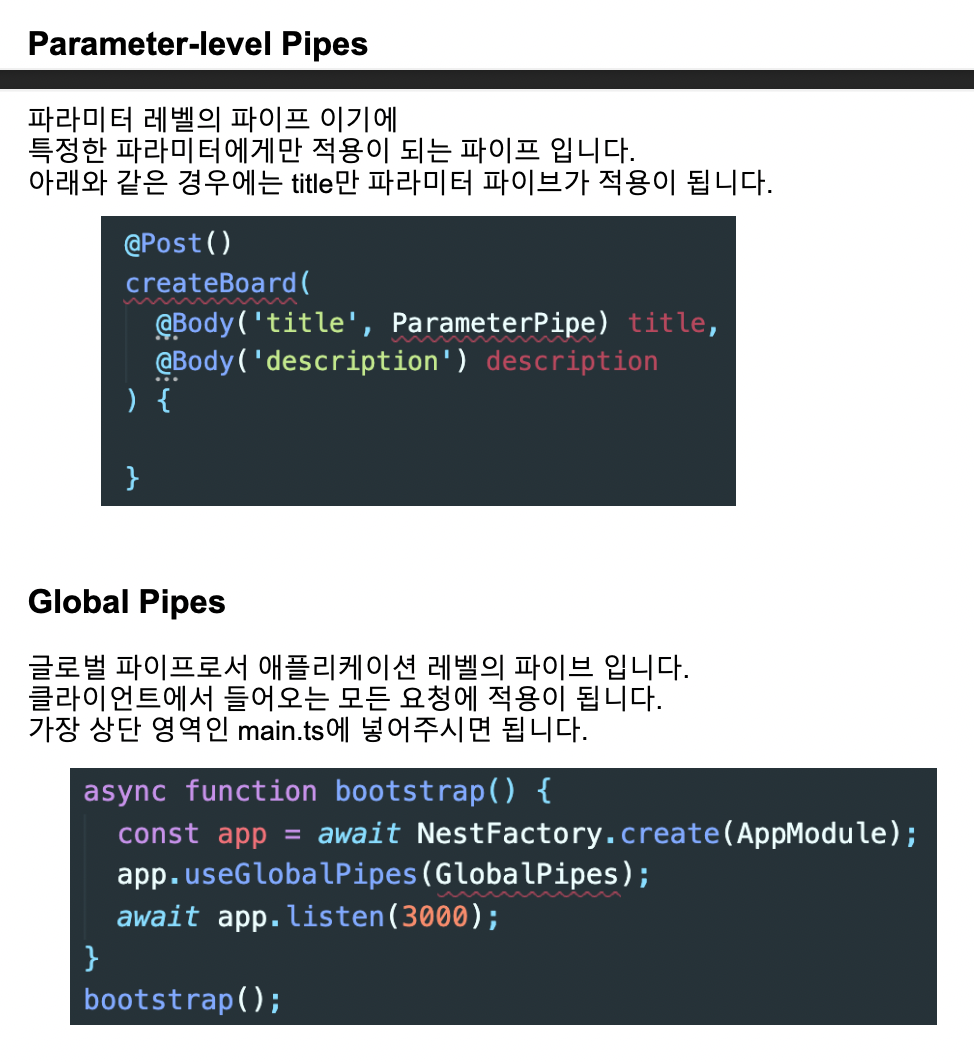 Parameter-level Pipes
파라미터 레벨의 파이프 이기에
특정한 파라미터에게만 적용이 되는 파이프 입니다.
아래와 같은 경우에는 title만 파라미터 파이브가 적용이 됩니다.
@Post()
createBoard(
@Body('title', ParameterPipe) title,
@Body('description') description
) {
}
Global Pipes
글로벌 파이프로서 애플리케이션 레벨의 파이브 입니다.
클라이언트에서 들어오는 모든 요청에 적용이 됩니다.
가장 상단 영역인 main.ts에 넣어주시면 됩니다.
async function bootstrap() {
const app = await NestFactory.create(AppModule);
app.useGlobalPipes(GlobalPipes);
await app.listen(3000);
}
bootstrap();